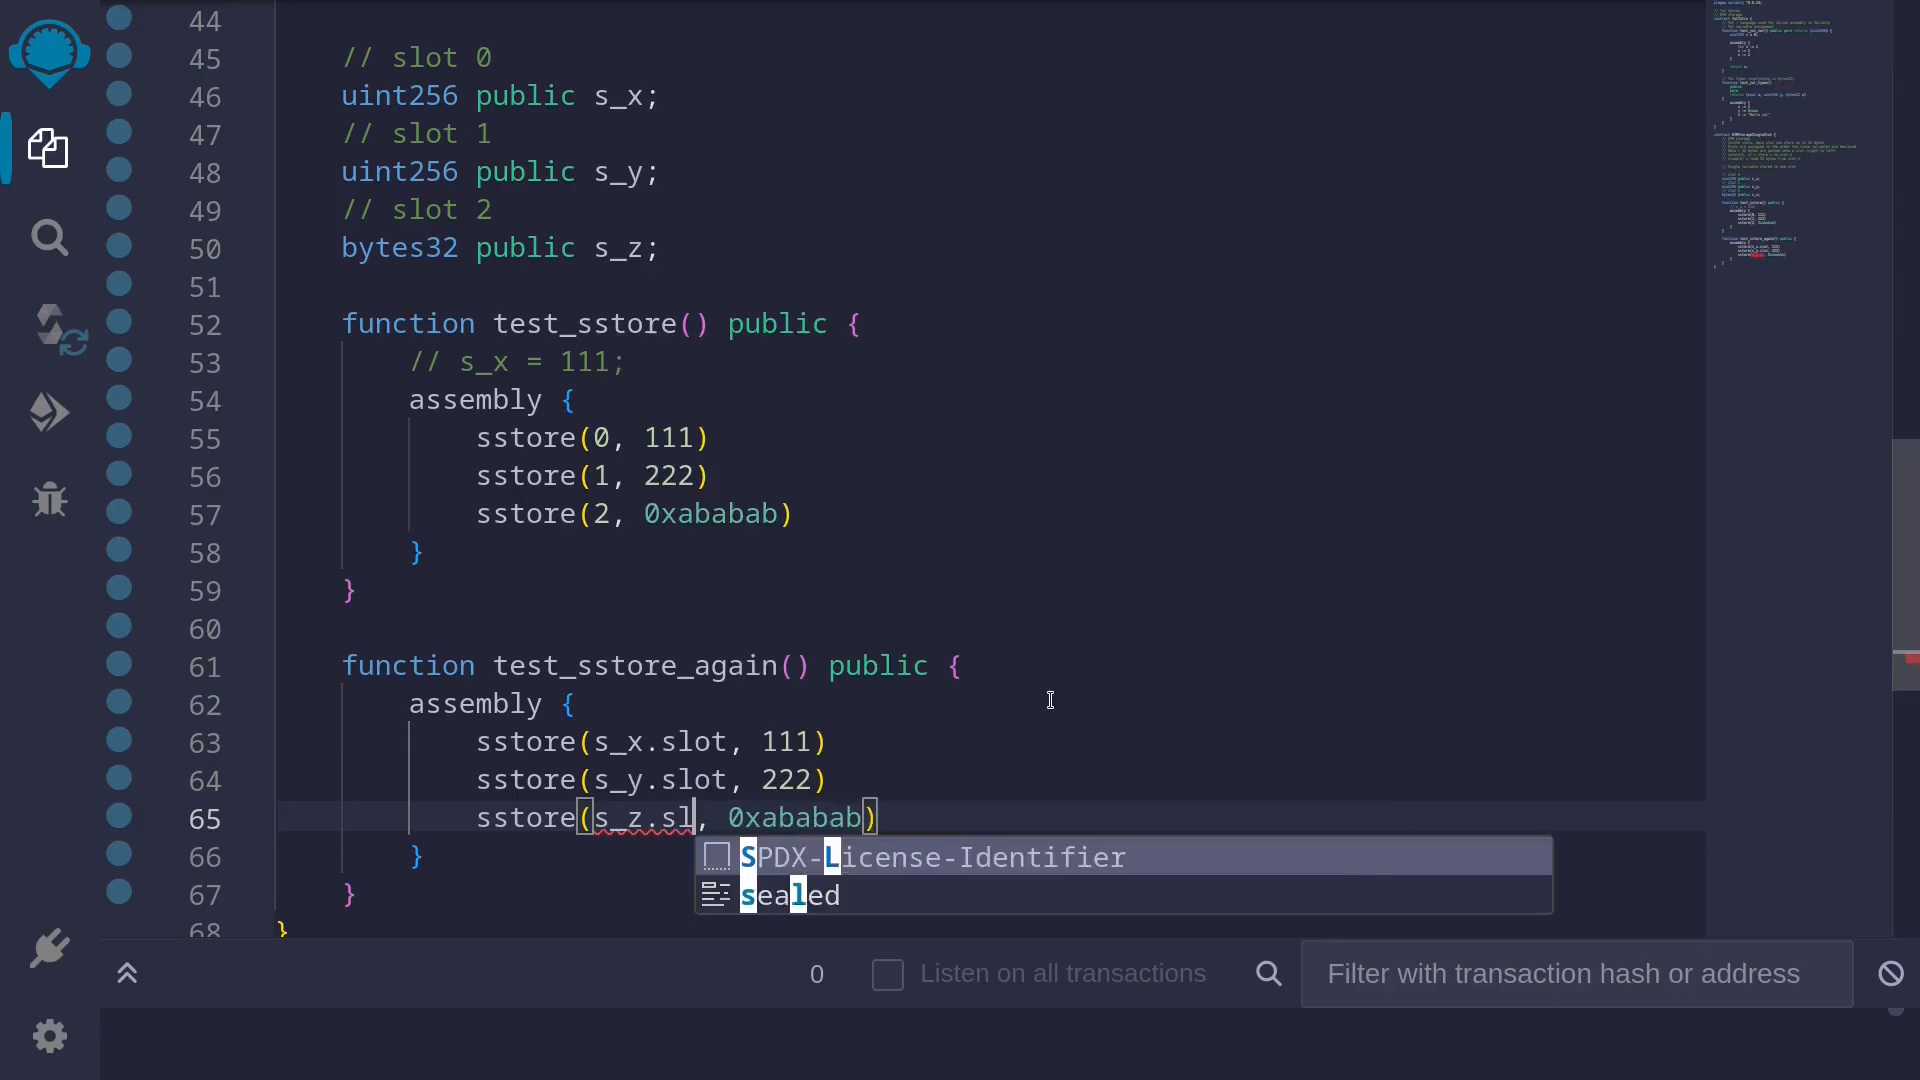 44
45 // slot 0
46 uint256 public s_x;
47 // slot 1
48 uint256 public s_y;
49 // slot 2
50 bytes32 public s_z;
51
52 function test_sstore() public {
53 // s_x = 111;
54 assembly {
55 sstore(0, 111)
56 sstore(1, 222)
57 sstore(2, 0xababab)
58 }
59 }
60
61 function test_sstore_again() public {
62 assembly {
63 sstore(s_x.slot, 111)
64 sstore(s_y.slot, 222)
65 sstore(s_z.sl, 0xababab)
66 }
SPDX-License-Identifier
67 }
sealed
68 }
0 Listen on all transactions Filter with transaction hash or address